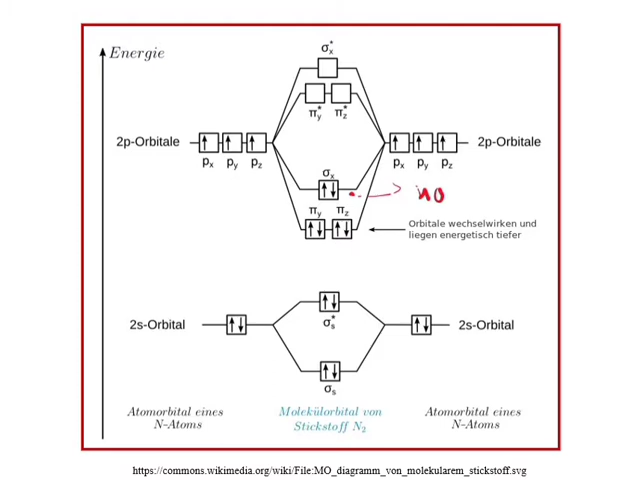 Energie
σ*x
π*y π*z
2p-Orbitale
2p-Orbitale
px py pz
px py pz
σx
πy πz
Orbitale wechselwirken und
liegen energetisch tiefer
2s-Orbital
2s-Orbital
σ*s
σs
Atomorbital eines
N-Atoms
Molekülorbital von
Stickstoff N2
Atomorbital eines
N-Atoms
https://commons.wikimedia.org/wiki/File:MO_diagramm_von_molekularem_stickstoff.svg